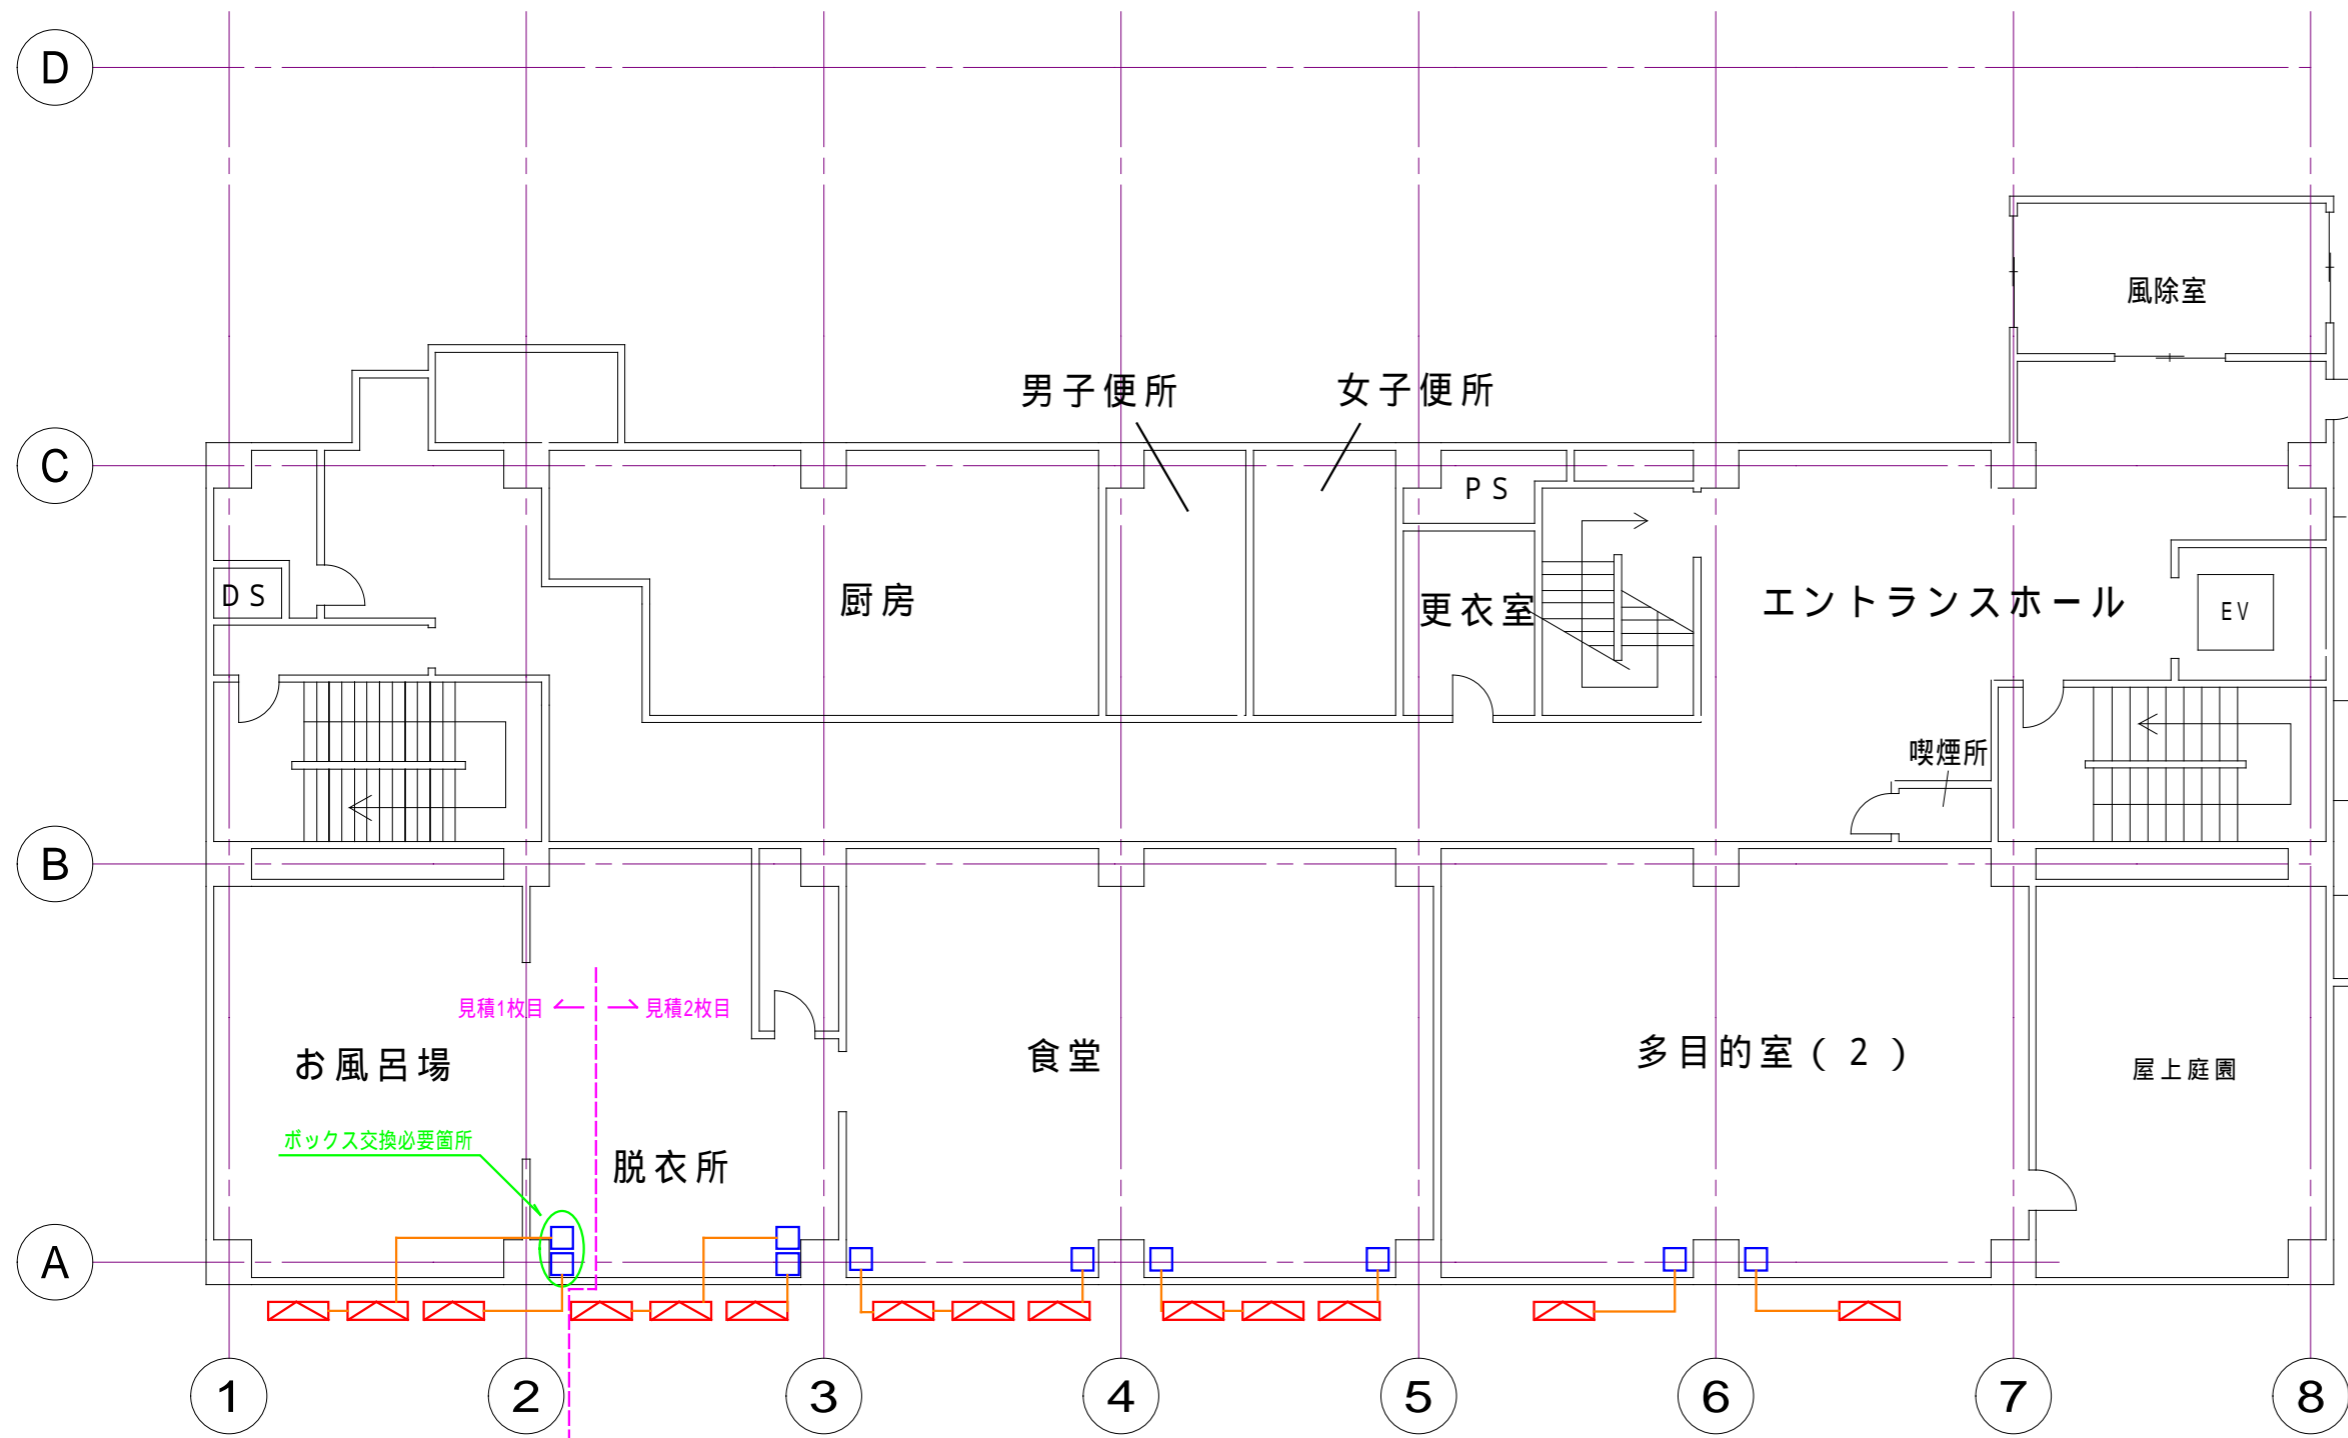 D
風除室
男子便所
女子便所
C
PS
DS
厨房
更衣室
エントランスホール
EV
喫煙所
B
見積1枚目
見積2枚目
お風呂場
食堂
多目的室(2)
屋上庭園
ボックス交換必要箇所
脱衣所
A
1
2
3
4
5
6
7
8